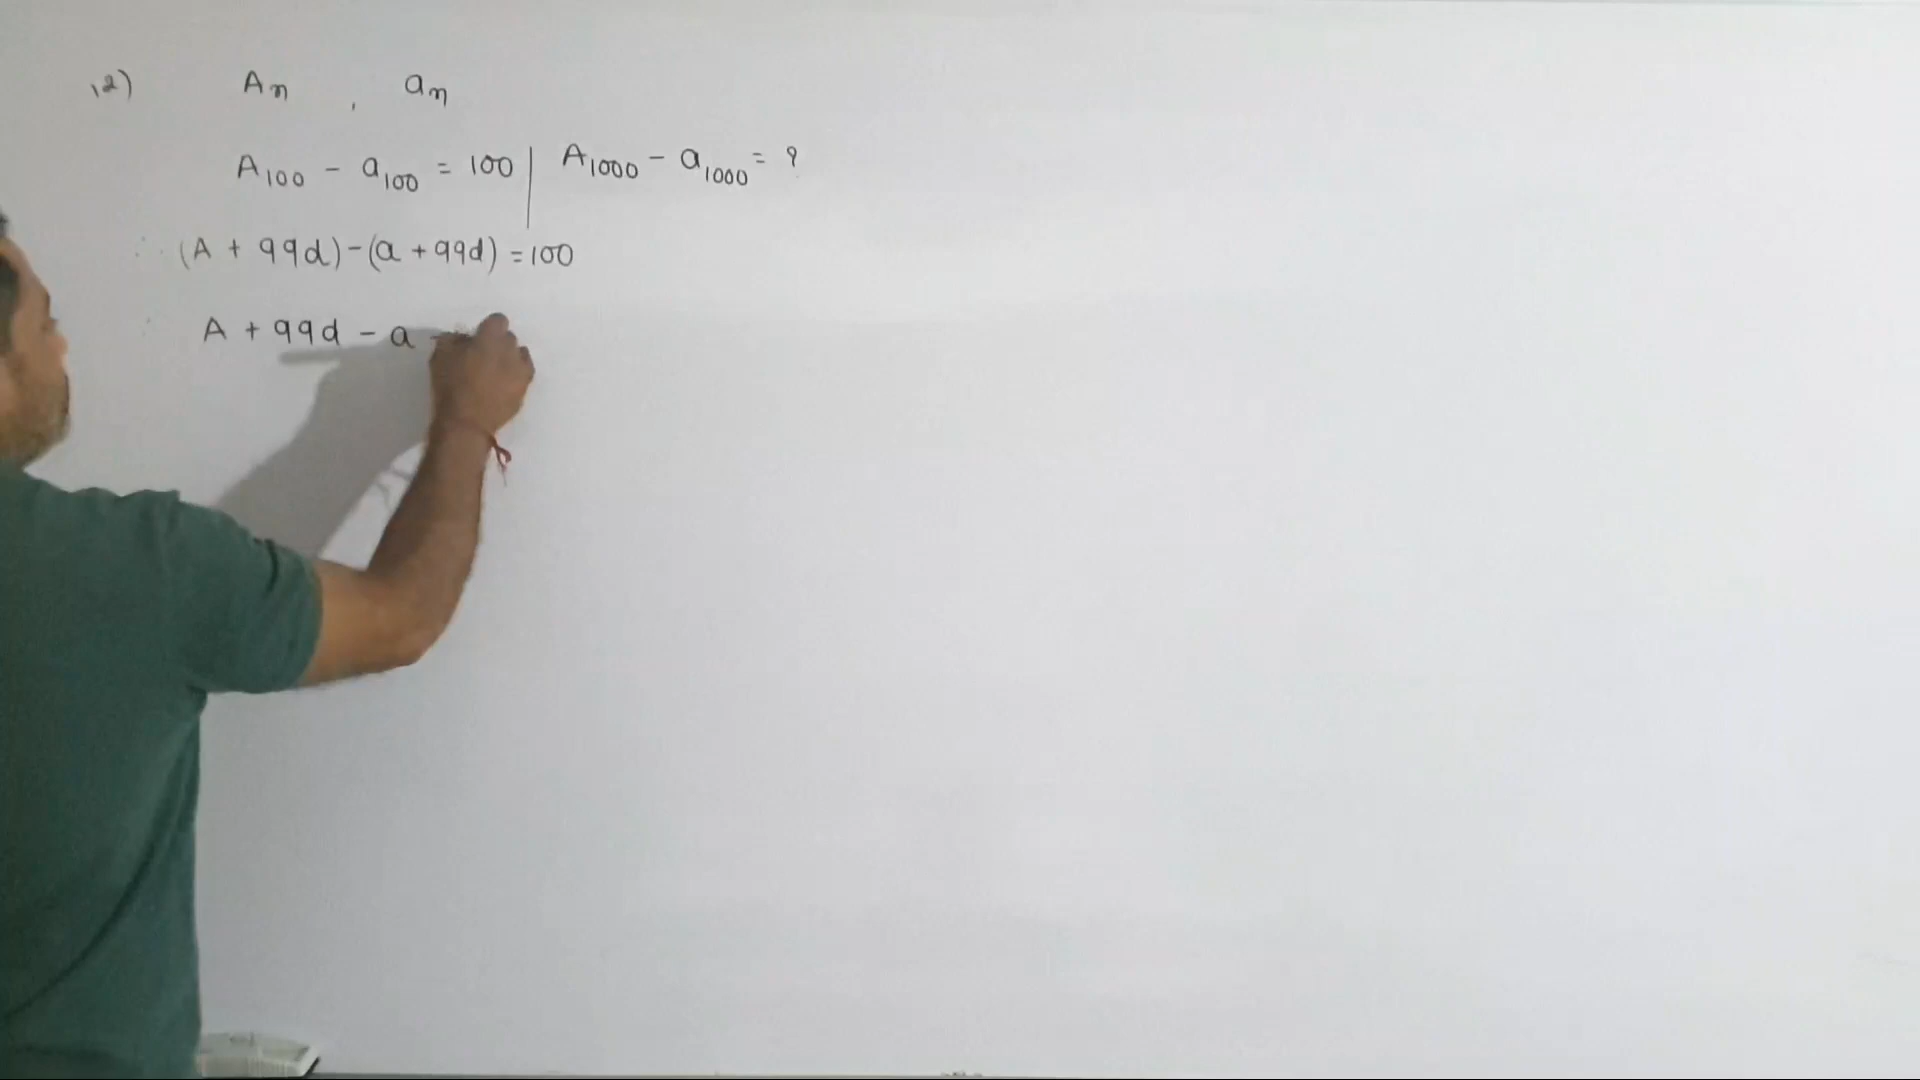 12) An , an
A100 - a100 = 100 | A1000 - a1000 = ?
∴ (A + 99d) - (a + 99d) = 100
A + 99d - a -